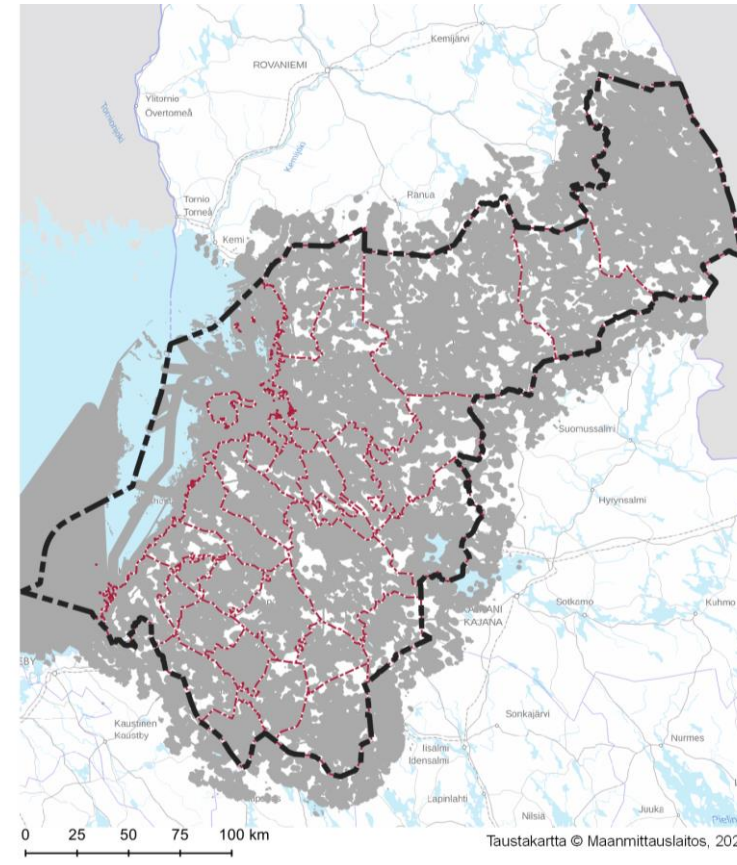 Kemijärvi
ROVANIEMI
Ylitornio
Övertorneå
Tornionjoki
Kemijoki
Ranua
Tornio
Torneå
Kemi
Suomussalmi
Hyrynsalmi
KAJANA
Sotkamo
Kuhmo
Kaustinen
Kaustby
Sonkajärvi
Iisalmi
Idensalmi
Nurmes
Lapinlahti
Nilsiä
Juuka
0 25 50 75 100 km
Taustakartta © Maanmittauslaitos, 202